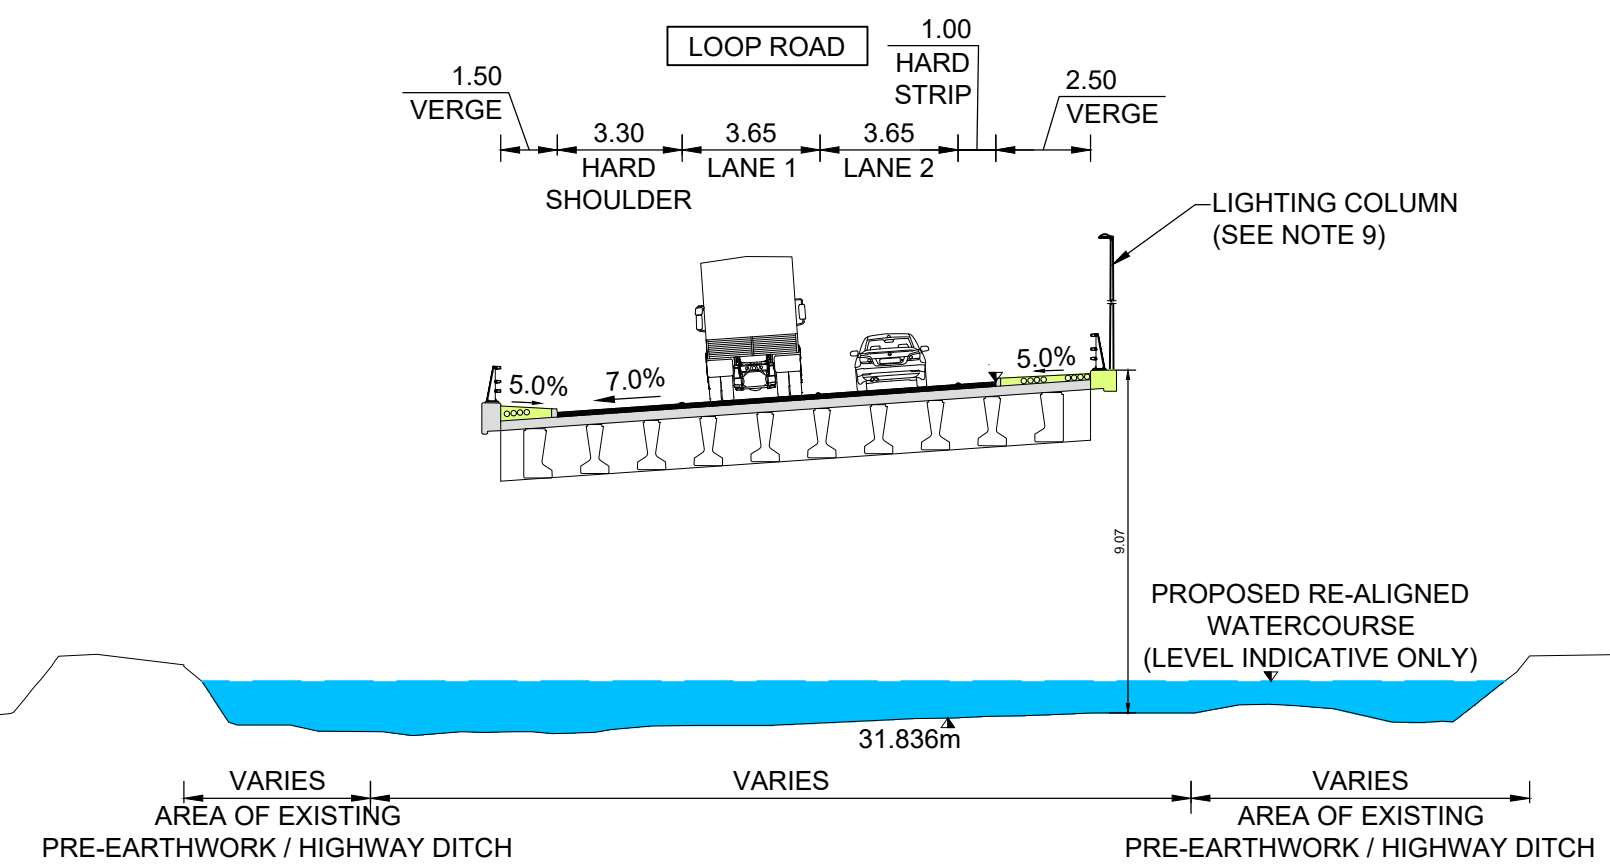 LOOP ROAD
1.00
HARD
STRIP
1.50
VERGE
2.50
VERGE
3.30
HARD
SHOULDER
3.65
LANE 1
3.65
LANE 2
LIGHTING COLUMN
(SEE NOTE 9)
5.0%
7.0%
5.0%
9.07
PROPOSED RE-ALIGNED
WATERCOURSE
(LEVEL INDICATIVE ONLY)
31.836m
VARIES
VARIES
VARIES
AREA OF EXISTING
PRE-EARTHWORK / HIGHWAY DITCH
AREA OF EXISTING
PRE-EARTHWORK / HIGHWAY DITCH